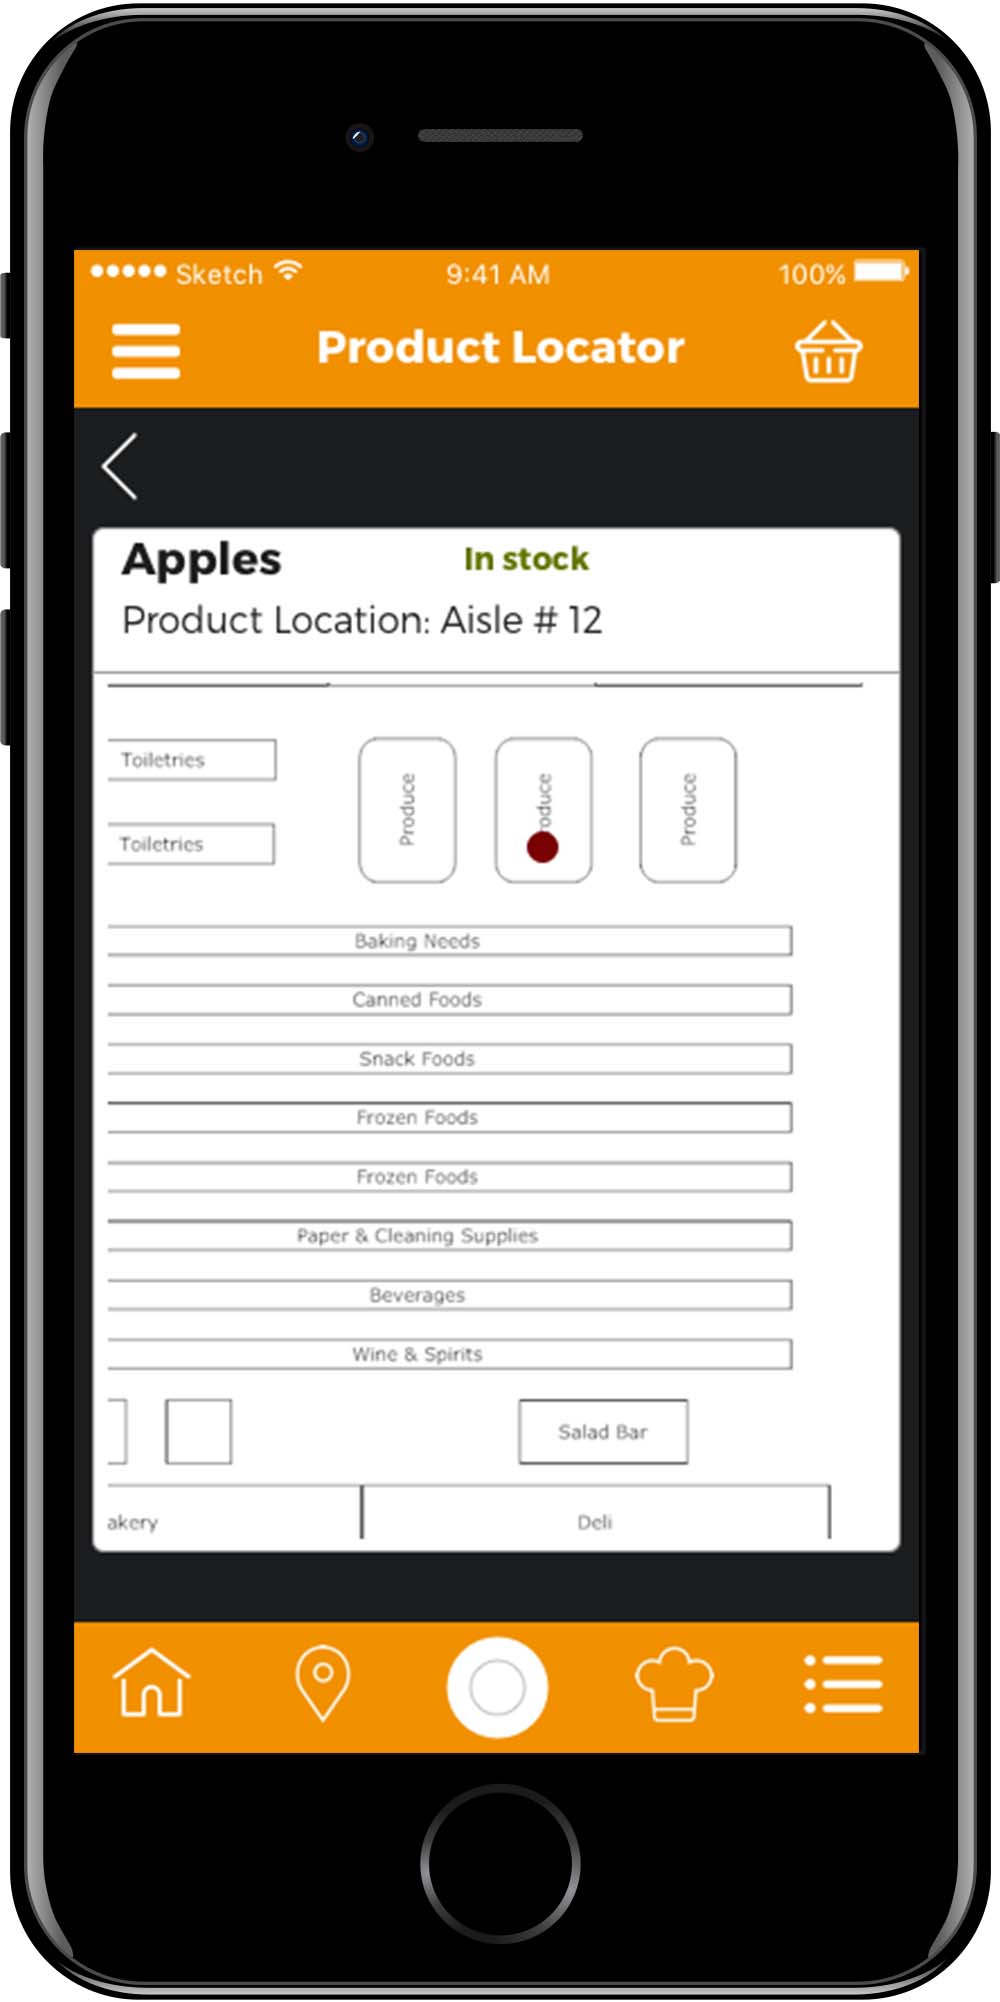 Sketch 9:41 AM 100%
Product Locator
Apples In stock
Product Location: Aisle # 12
Toiletries
Toiletries
Produce
oduce
Produce
Baking Needs
Canned Foods
Snack Foods
Frozen Foods
Frozen Foods
Paper & Cleaning Supplies
Beverages
Wine & Spirits
Salad Bar
akery
Deli